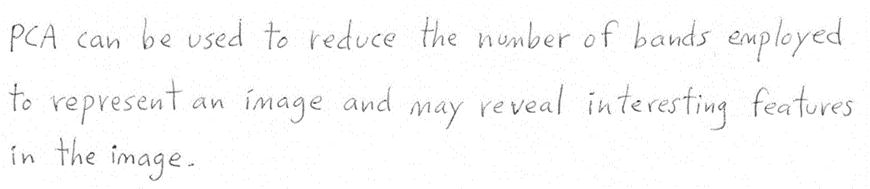 PCA can be used to reduce the number of bands employed
to represent an image and may reveal interesting features
in the image.